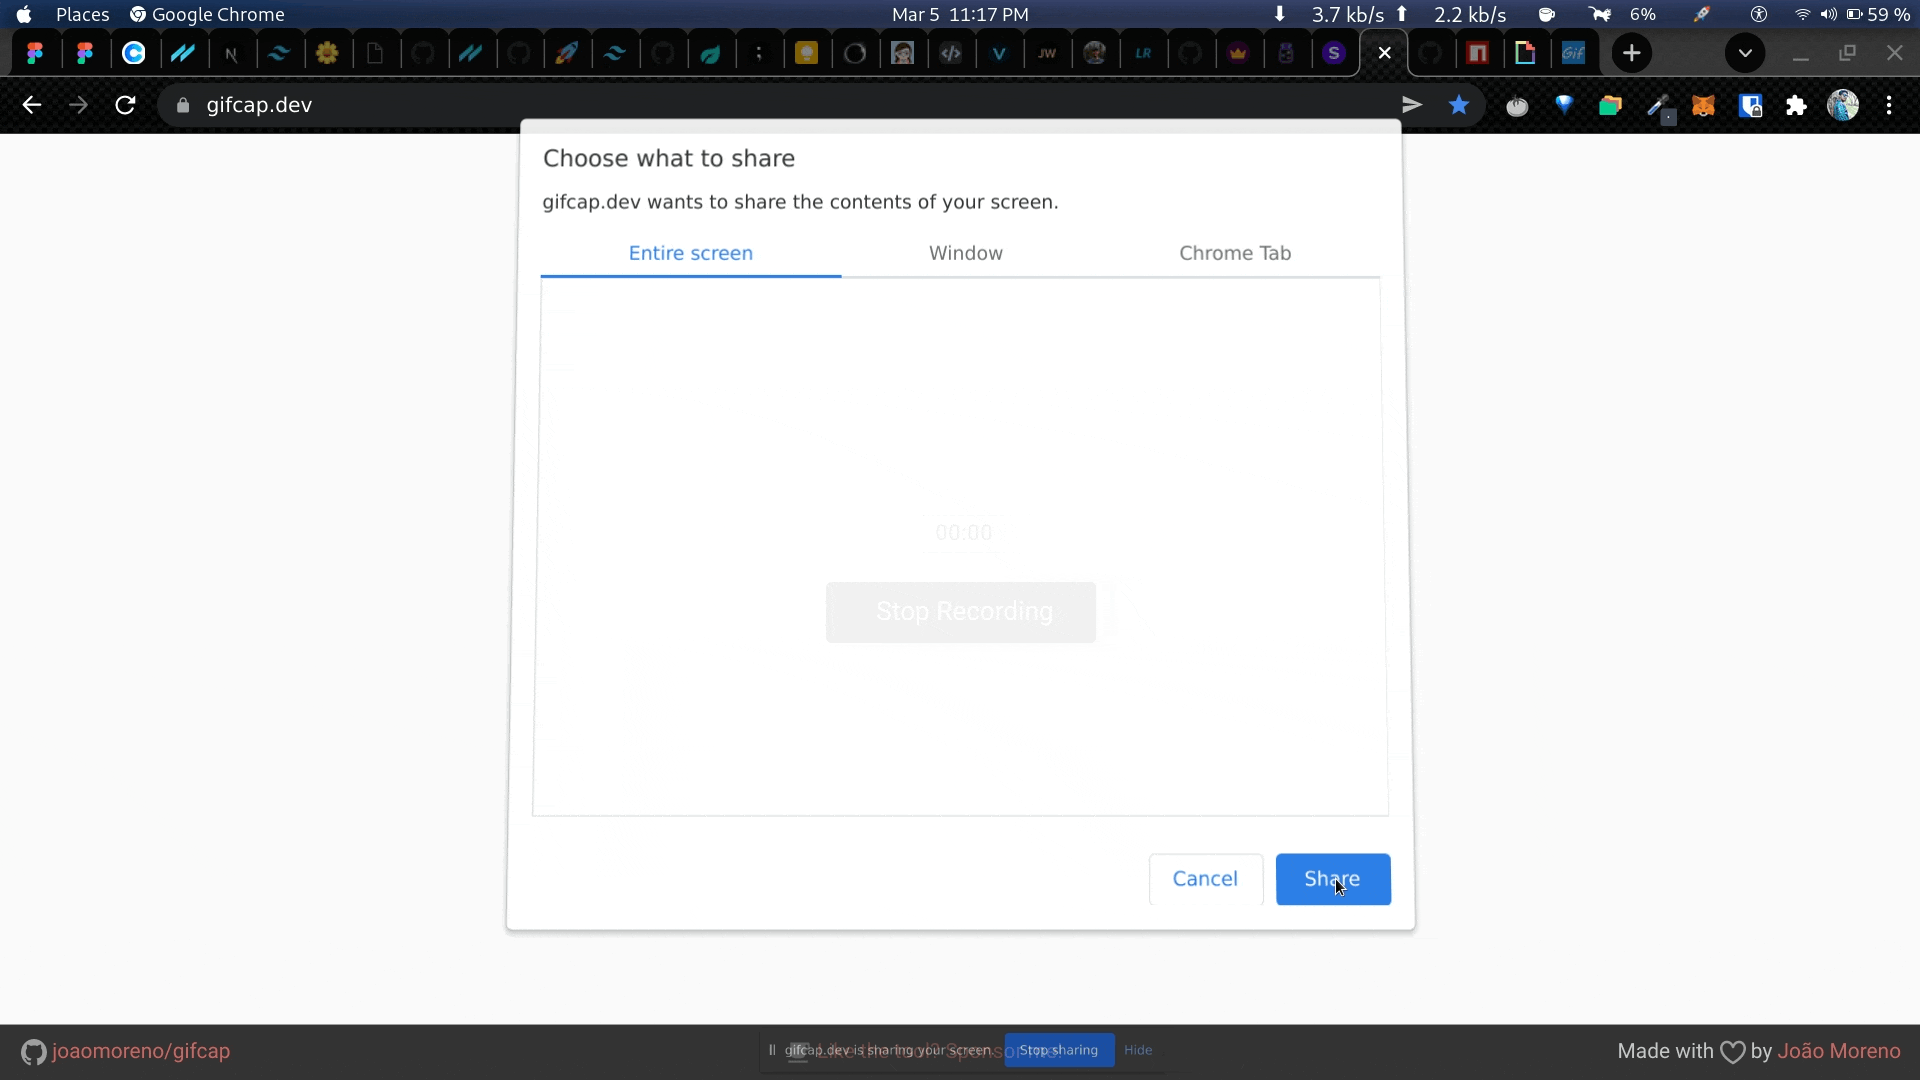 Places Google Chrome Mar 5 11:17 PM 3.7 kb/s 2.2 kb/s 6% 59 %
N ; </> V JW LR S Gif
gifcap.dev
Choose what to share
gifcap.dev wants to share the contents of your screen.
Entire screen Window Chrome Tab
00:00
Stop Recording
Cancel Share
joaomoreno/gifcap gifcap.dev is sharing your screen. Stop sharing Hide Made with by João Moreno